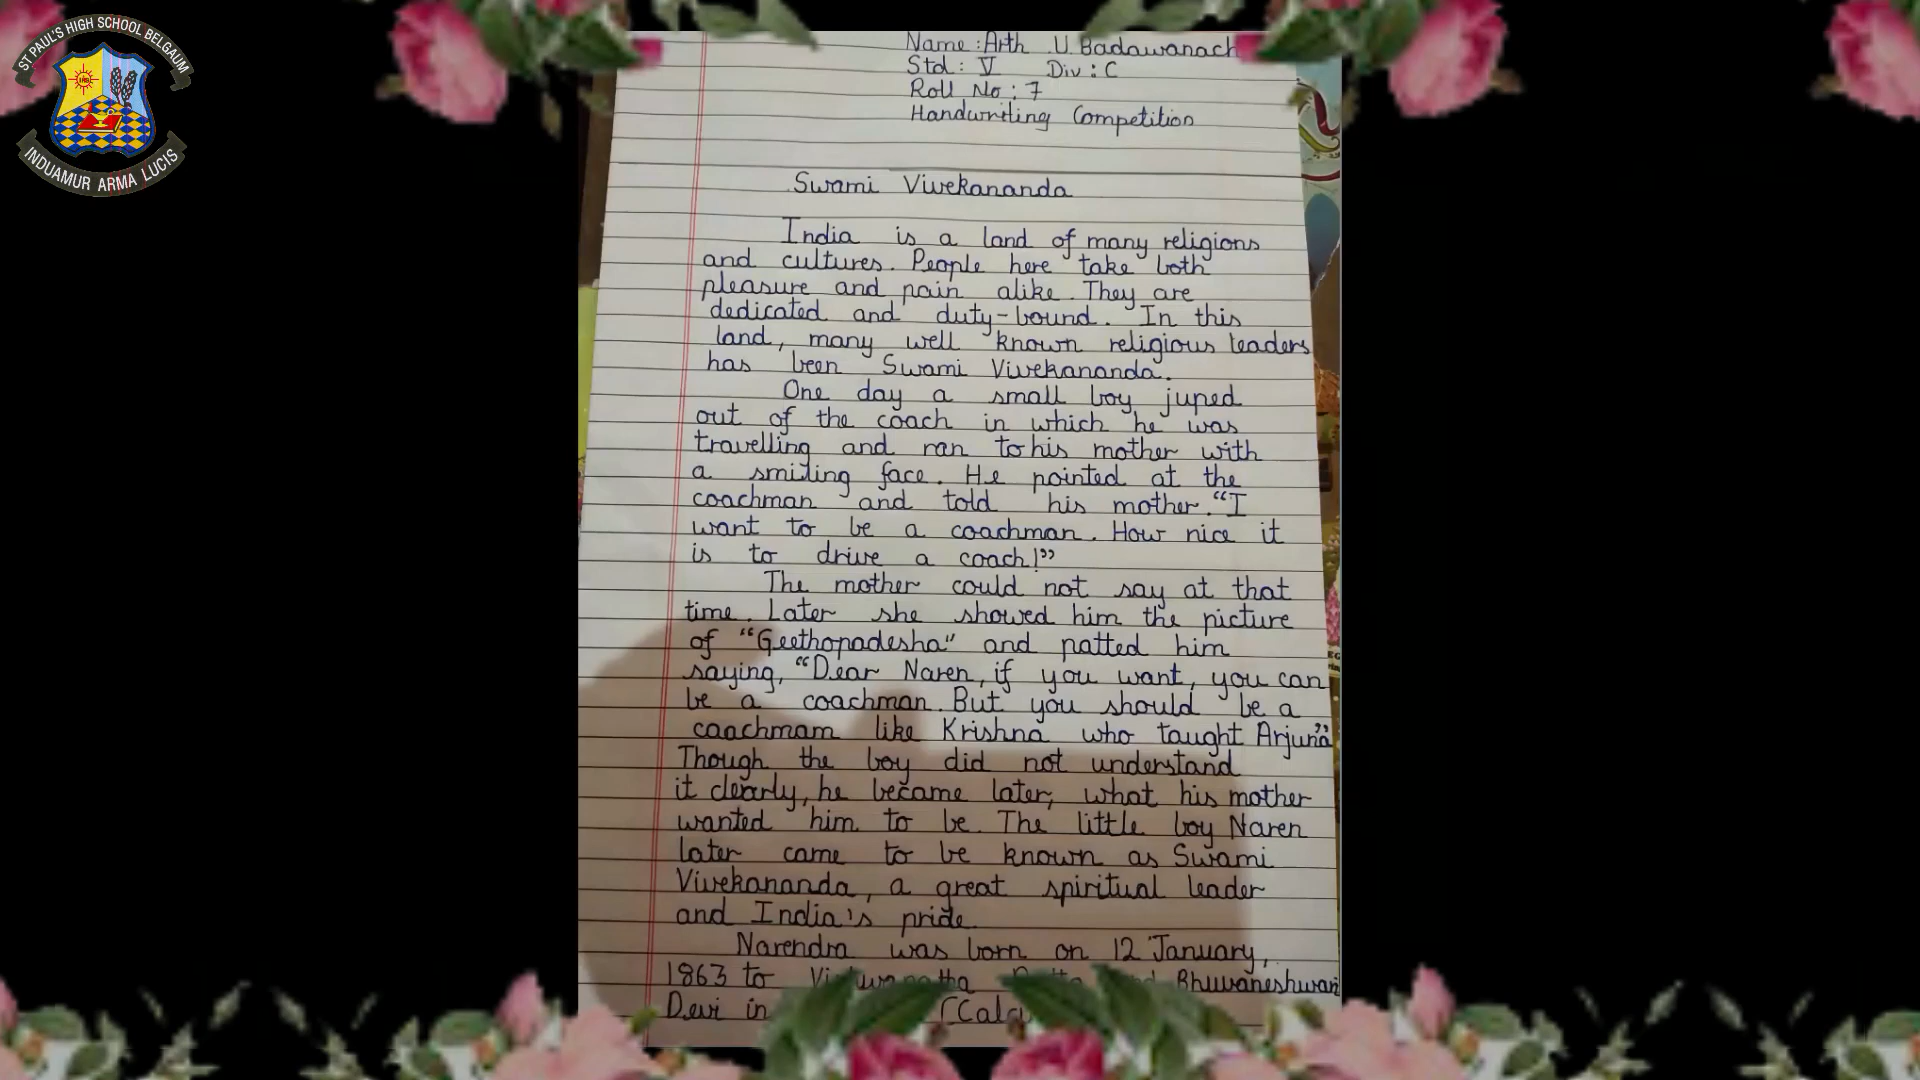 ST PAUL'S HIGH SCHOOL BELGAUM
IHS
INDUAMUR ARMA LUCIS
Name : Arth U. Badawanach
Std : V Div : C
Roll No : 7
Handwriting Competition
Swami Vivekananda
India is a land of many religions
and cultures. People here take both
pleasure and pain alike. They are
dedicated and duty-bound. In this
land, many well known religious leaders
has been Swami Vivekananda.
One day a small boy juped
out of the coach in which he was
travelling and ran to his mother with
a smiling face. He pointed at the
coachman and told his mother. "I
want to be a coachman. How nice it
is to drive a coach!"
The mother could not say at that
time. Later she showed him the picture
of "Geethopadesha" and patted him
saying, "Dear Naren, if you want, you can
be a coachman. But you should be a
caachmam like Krishna who taught Arjuna"
Though the boy did not understand
it clearly, he became later, what his mother
wanted him to be. The little boy Naren
later came to be known as Swami
Vivekananda, a great spiritual leader
and India's pride.
Narendra was born on 12 January,
1863 to Bhuvaneshwari
Devi in